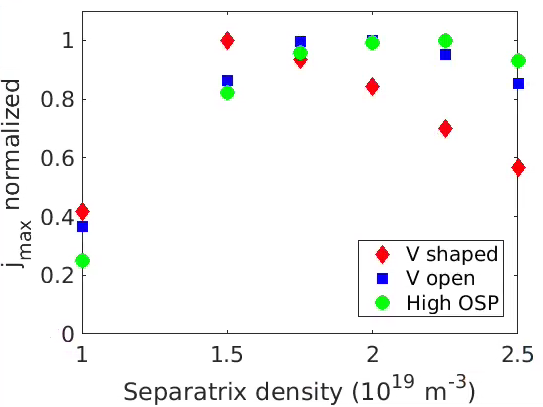 1
0.8
0.6
0.4
0.2
0
j_max normalized
1
1.5
2
2.5
Separatrix density (10^19 m^-3)
V shaped
V open
High OSP